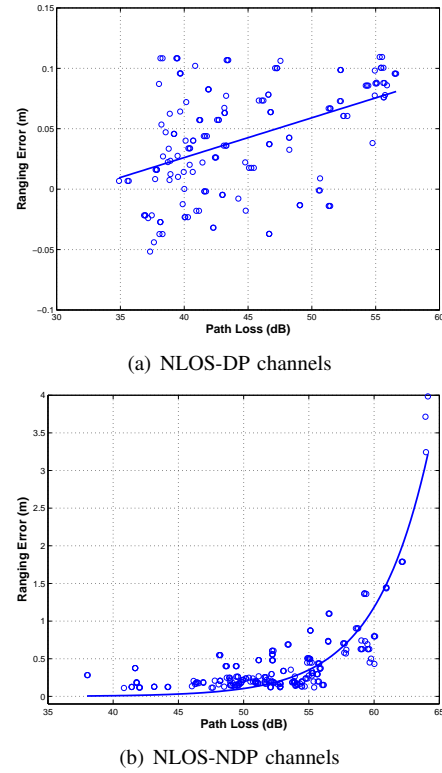 0.15
0.1
0.05
0
−0.05
−0.1
Ranging Error (m)
30 35 40 45 50 55 60
Path Loss (dB)
(a) NLOS-DP channels
4
3.5
3
2.5
2
1.5
1
0.5
0
Ranging Error (m)
35 40 45 50 55 60 65
Path Loss (dB)
(b) NLOS-NDP channels